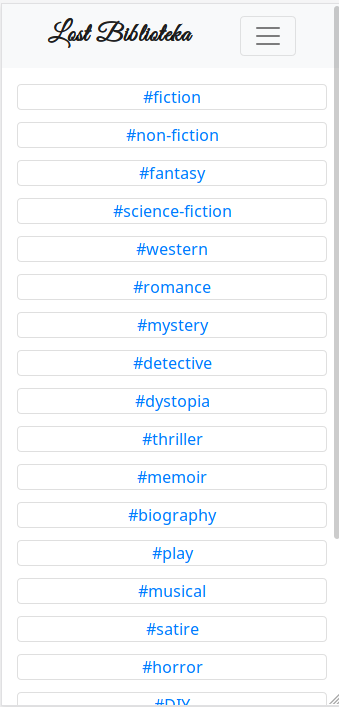 Lost Biblioteka
#fiction
#non-fiction
#fantasy
#science-fiction
#western
#romance
#mystery
#detective
#dystopia
#thriller
#memoir
#biography
#play
#musical
#satire
#horror
#DIY